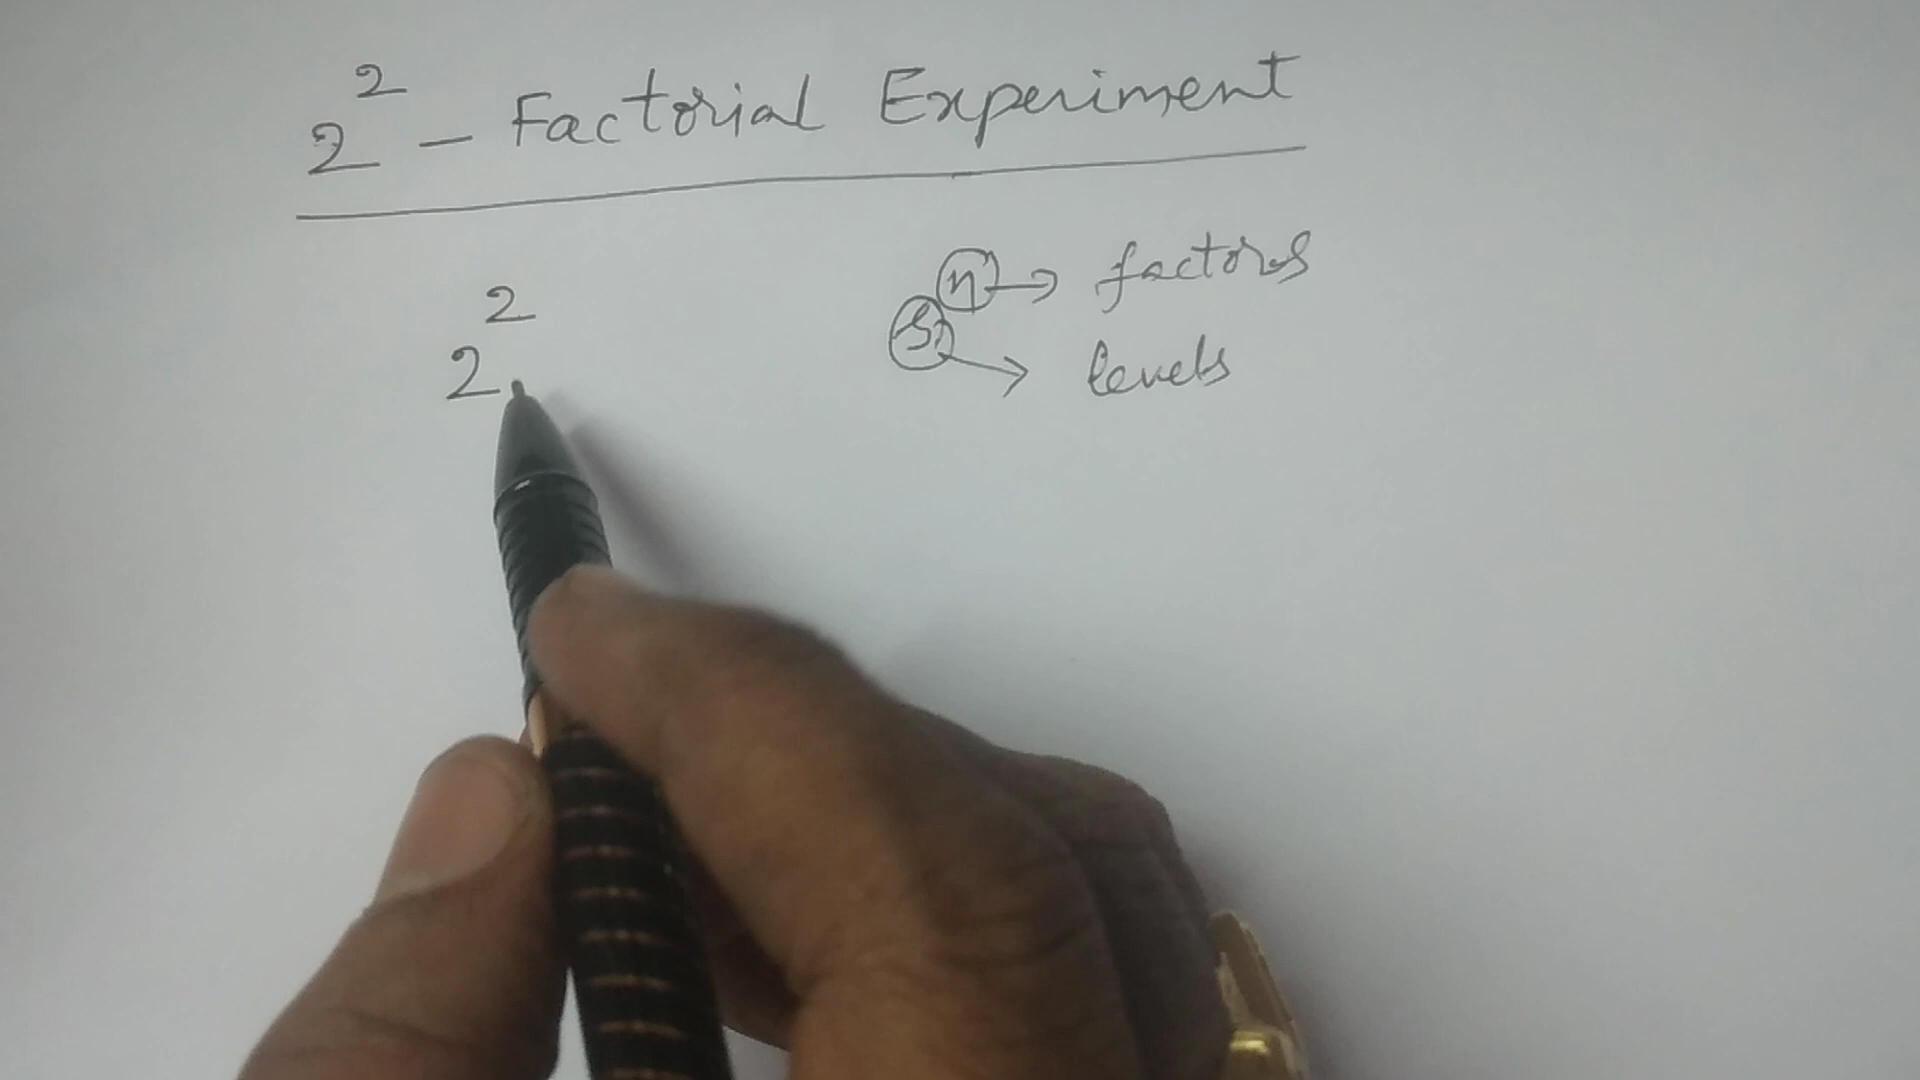 2² - Factorial Experiment
2²
n → factors
s → levels